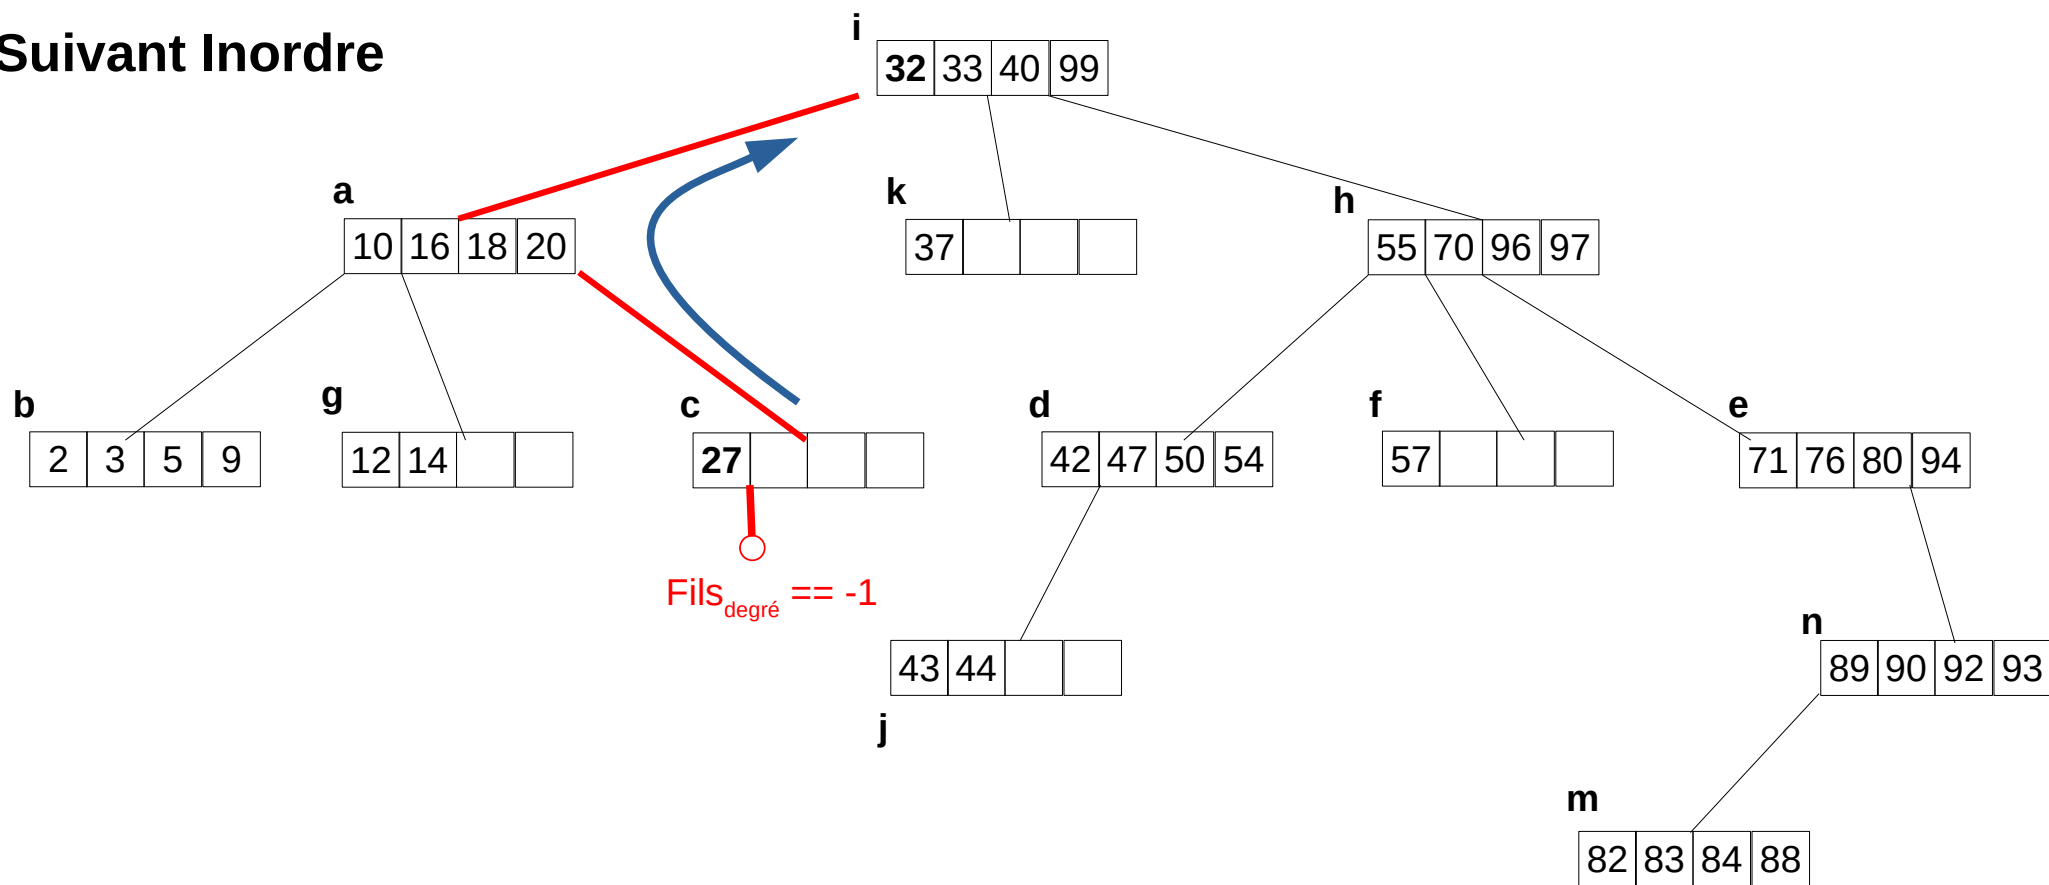 Suivant Inordre
i
32 33 40 99
a
10 16 18 20
k
37
h
55 70 96 97
b
2 3 5 9
g
12 14
c
27
d
42 47 50 54
f
57
e
71 76 80 94
Fils degré == -1
43 44
j
n
89 90 92 93
m
82 83 84 88